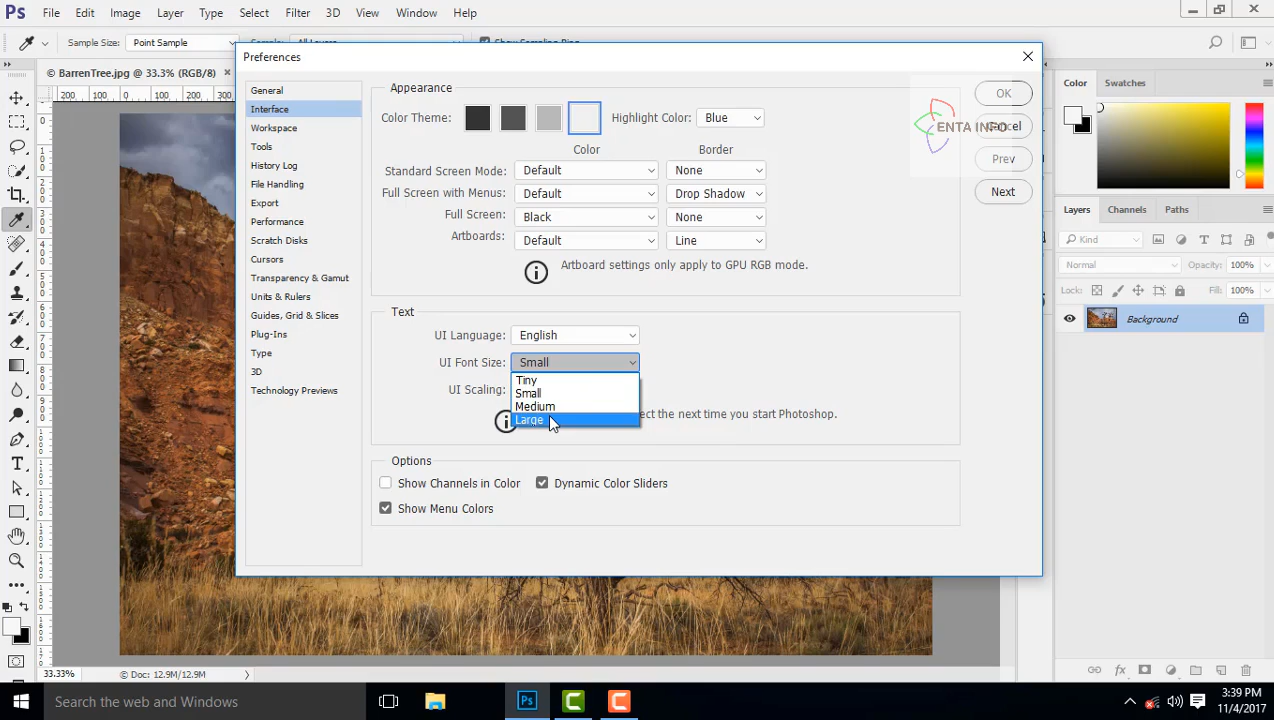 Ps File Edit Image Layer Type Select Filter 3D View Window Help
Sample Size: Point Sample
© BarrenTree.jpg @ 33.3% (RGB/8)
200 100 0 100 200 300
Preferences
General
Interface
Workspace
Tools
History Log
File Handling
Export
Performance
Scratch Disks
Cursors
Transparency & Gamut
Units & Rulers
Guides, Grid & Slices
Plug-Ins
Type
3D
Technology Previews
Appearance
Color Theme: Highlight Color: Blue
Color Border
Standard Screen Mode: Default None
Full Screen with Menus: Default Drop Shadow
Full Screen: Black None
Artboards: Default Line
Artboard settings only apply to GPU RGB mode.
Text
UI Language: English
UI Font Size: Small
Tiny
Small
Medium
Large
UI Scaling:
the next time you start Photoshop.
Options
Show Channels in Color Dynamic Color Sliders
Show Menu Colors
OK
Cancel
Prev
Next
ENTA INFO
Color Swatches
Layers Channels Paths
Kind
Normal Opacity: 100%
Lock: Fill: 100%
Background
33.33% Doc: 12.9M/12.9M
Search the web and Windows
Ps
3:39 PM
11/4/2017